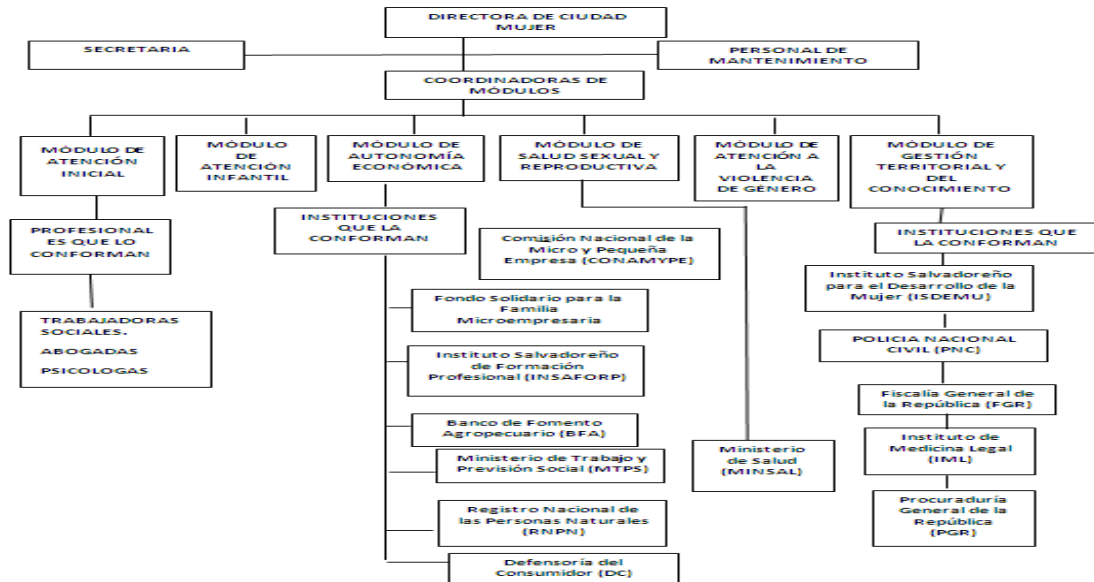 DIRECTORA DE CIUDAD
MUJER
SECRETARIA
PERSONAL DE
MANTENIMIENTO
COORDINADORAS DE
MÓDULOS
MÓDULO DE
ATENCIÓN
INICIAL
MÓDULO
DE
ATENCIÓN
INFANTIL
MÓDULO DE
AUTONOMÍA
ECONÓMICA
MÓDULO DE
SALUD SEXUAL Y
REPRODUCTIVA
MÓDULO DE
ATENCIÓN A
LA
VIOLENCIA
DE GÉNERO
MÓDULO DE
GESTIÓN
TERRITORIAL Y
DEL
CONOCIMIENTO
PROFESIONAL
ES QUE LO
CONFORMAN
TRABAJADORAS
SOCIALES.
ABOGADAS
PSICOLOGAS
INSTITUCIONES
QUE LA
CONFORMAN
Comisión Nacional de la
Micro y Pequeña
Empresa (CONAMYPE)
Fondo Solidario para la
Familia
Microempresaria
Instituto Salvadoreño
de Formación
Profesional (INSAFORP)
Banco de Fomento
Agropecuario (BFA)
Ministerio de Trabajo y
Previsión Social (MTPS)
Registro Nacional de
las Personas Naturales
(RNPN)
Defensoría del
Consumidor (DC)
Ministerio
de Salud
(MINSAL)
INSTITUCIONES QUE
LA CONFORMAN
Instituto Salvadoreño
para el Desarrollo de la
Mujer (ISDEMU)
POLICIA NACIONAL
CIVIL (PNC)
Fiscalía General de
la República (FGR)
Instituto de
Medicina Legal
(IML)
Procuraduría
General de la
República
(PGR)